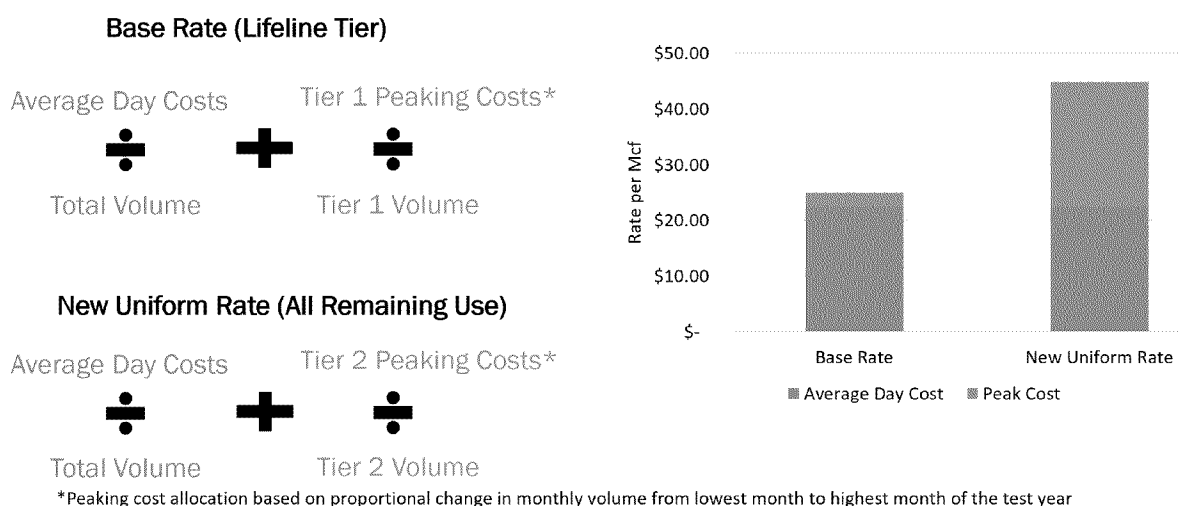 Base Rate (Lifeline Tier)
Average Day Costs
Tier 1 Peaking Costs*
Total Volume
Tier 1 Volume
New Uniform Rate (All Remaining Use)
Average Day Costs
Tier 2 Peaking Costs*
Total Volume
Tier 2 Volume
$50.00
$40.00
$30.00
$20.00
$10.00
$-
Rate per Mcf
Base Rate
New Uniform Rate
Average Day Cost
Peak Cost
*Peaking cost allocation based on proportional change in monthly volume from lowest month to highest month of the test year